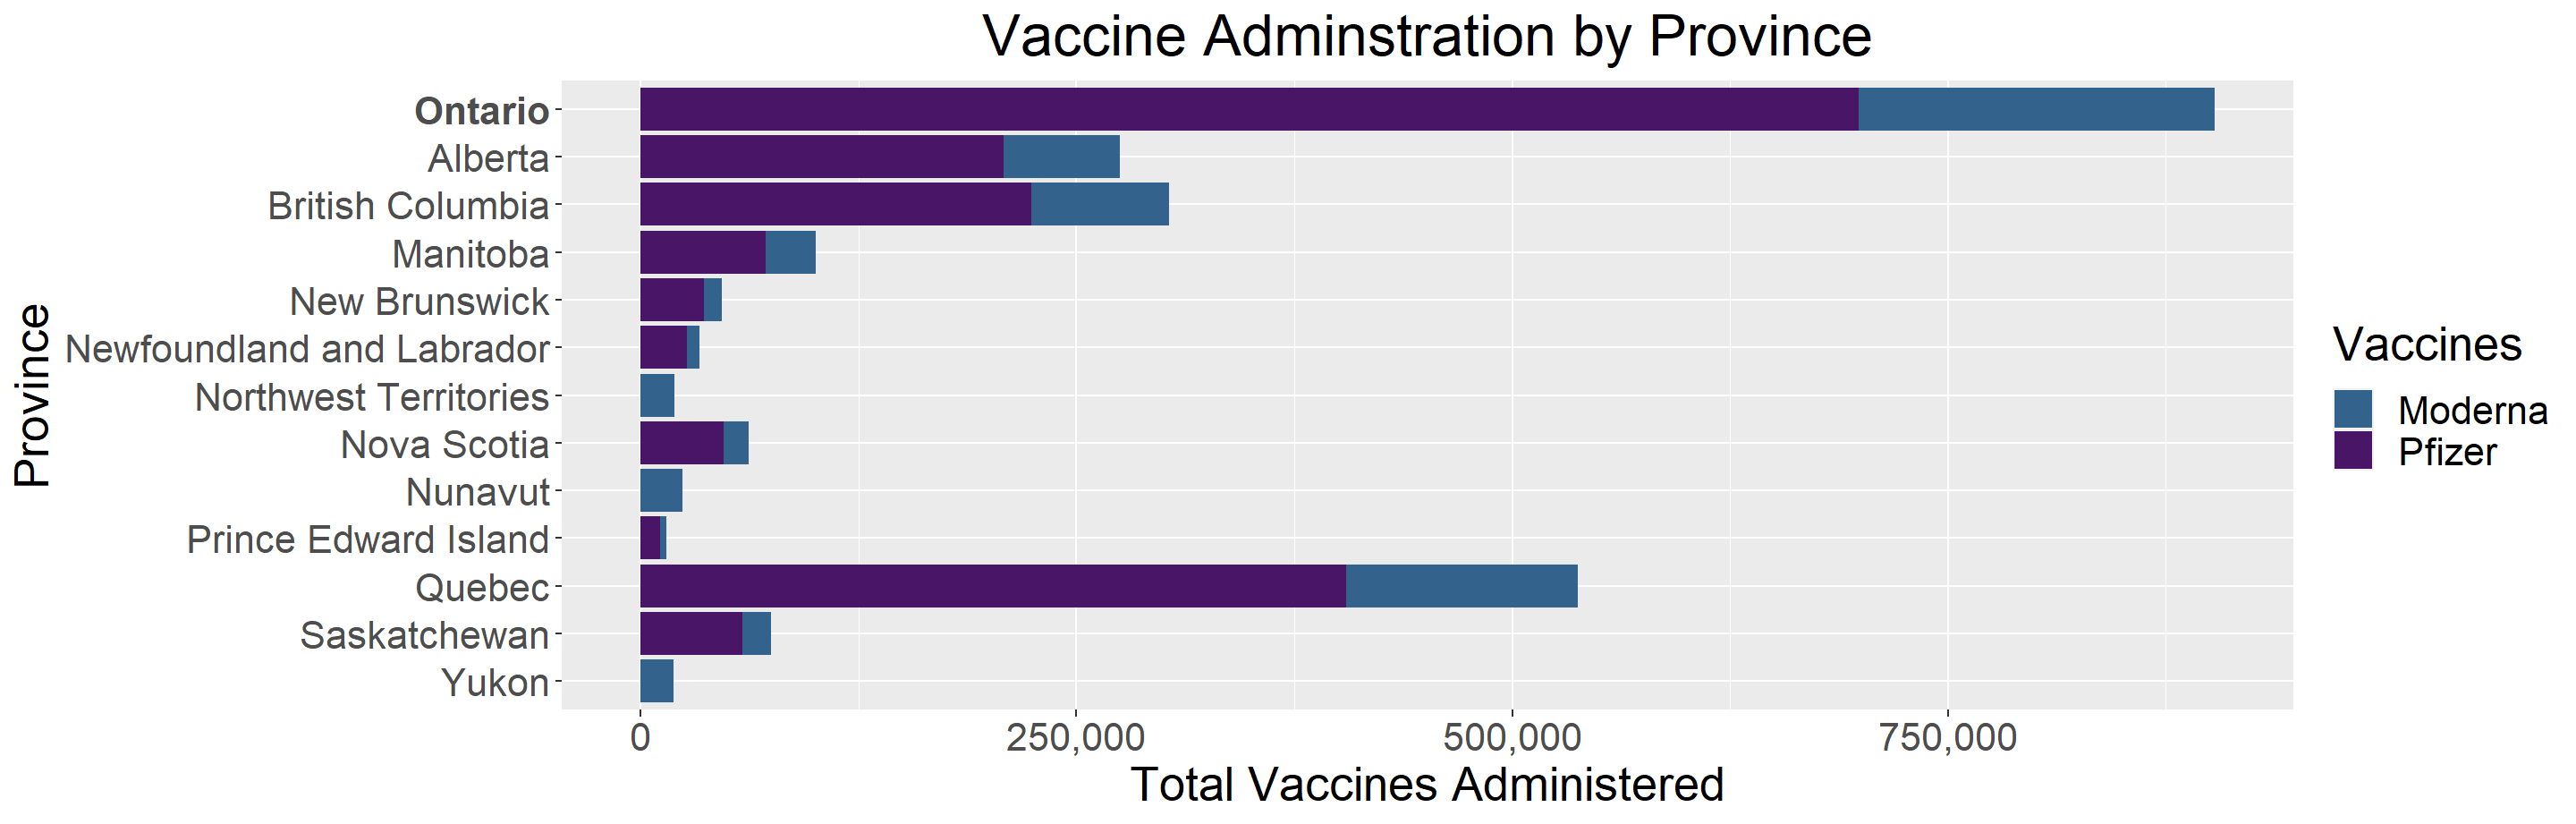 Vaccine Adminstration by Province
Province
Ontario
Alberta
British Columbia
Manitoba
New Brunswick
Newfoundland and Labrador
Northwest Territories
Nova Scotia
Nunavut
Prince Edward Island
Quebec
Saskatchewan
Yukon
0 250,000 500,000 750,000
Total Vaccines Administered
Vaccines
Moderna
Pfizer